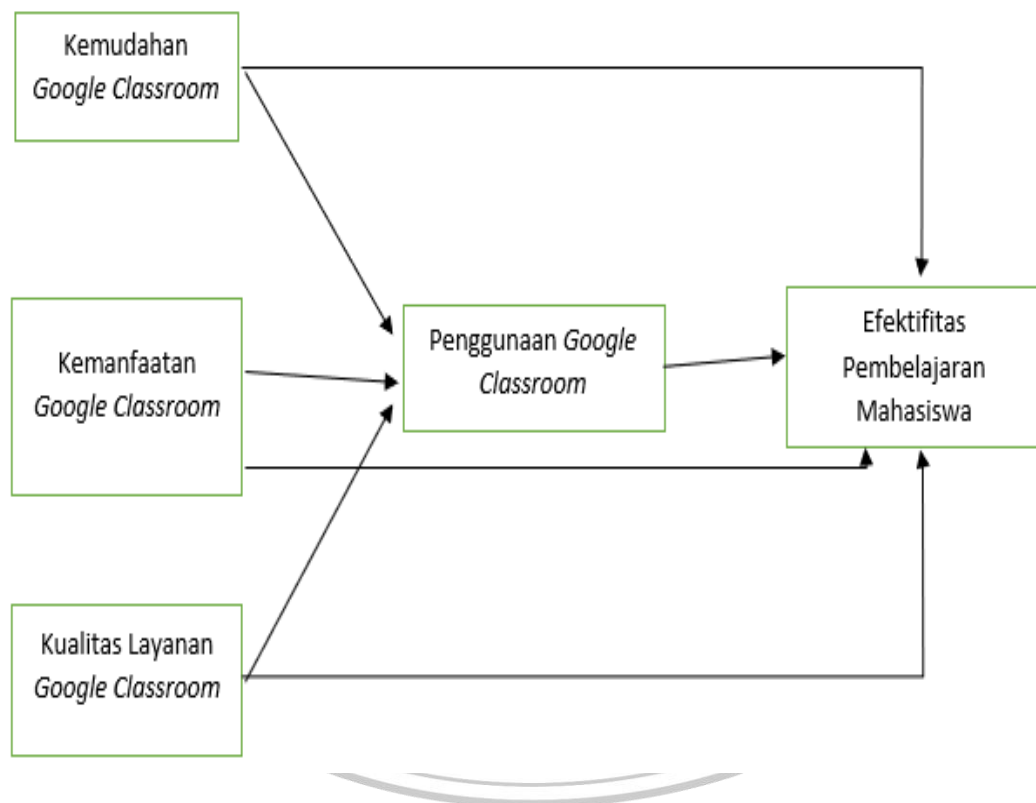 Kemudahan
Google Classroom
Kemanfaatan
Google Classroom
Kualitas Layanan
Google Classroom
Penggunaan Google
Classroom
Efektifitas
Pembelajaran
Mahasiswa